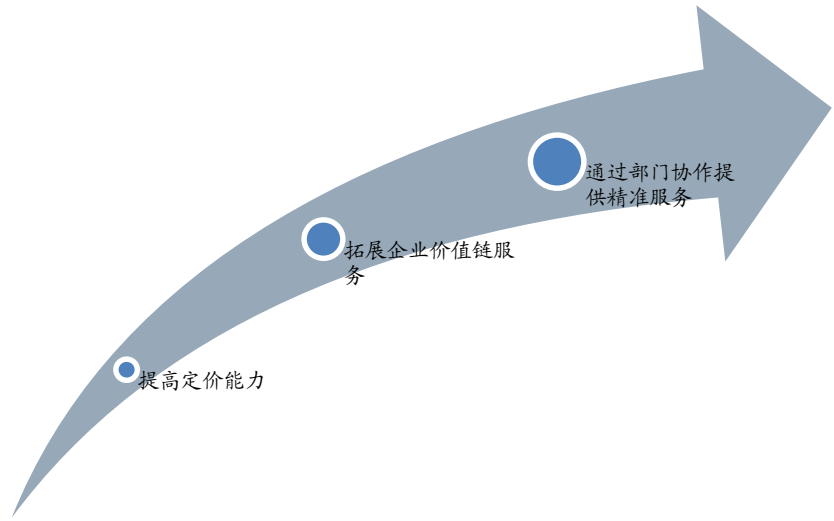 通过部门协作提
供精准服务
拓展企业价值链服
务
提高定价能力